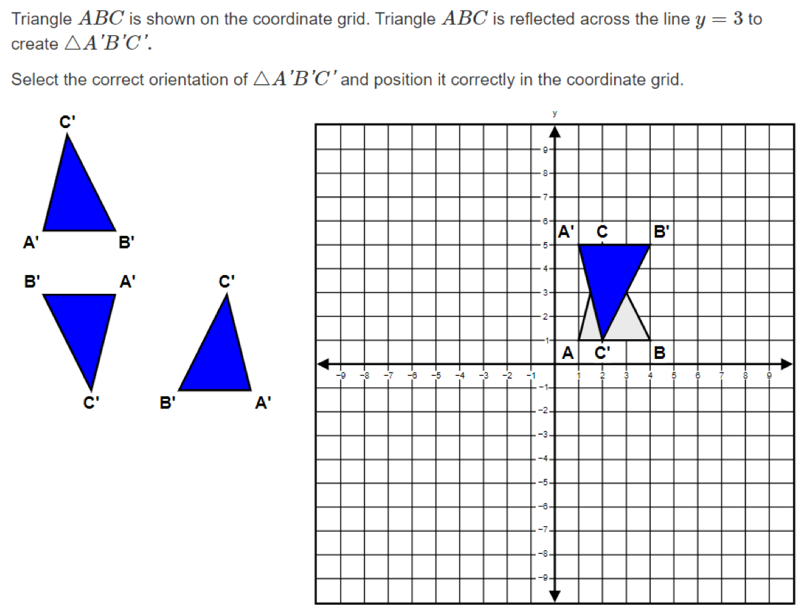 Triangle ABC is shown on the coordinate grid. Triangle ABC is reflected across the line y = 3 to
create △A'B'C'.
Select the correct orientation of △A'B'C' and position it correctly in the coordinate grid.
C'
A' B'
B' A'
C'
C'
B' A'
y
9
8
7
6
5
4
3
2
1
A' C B'
A C' B
-9 -8 -7 -6 -5 -4 -3 -2 -1 1 2 3 4 5 6 7 8 9
-1
-2
-3
-4
-5
-6
-7
-8
-9